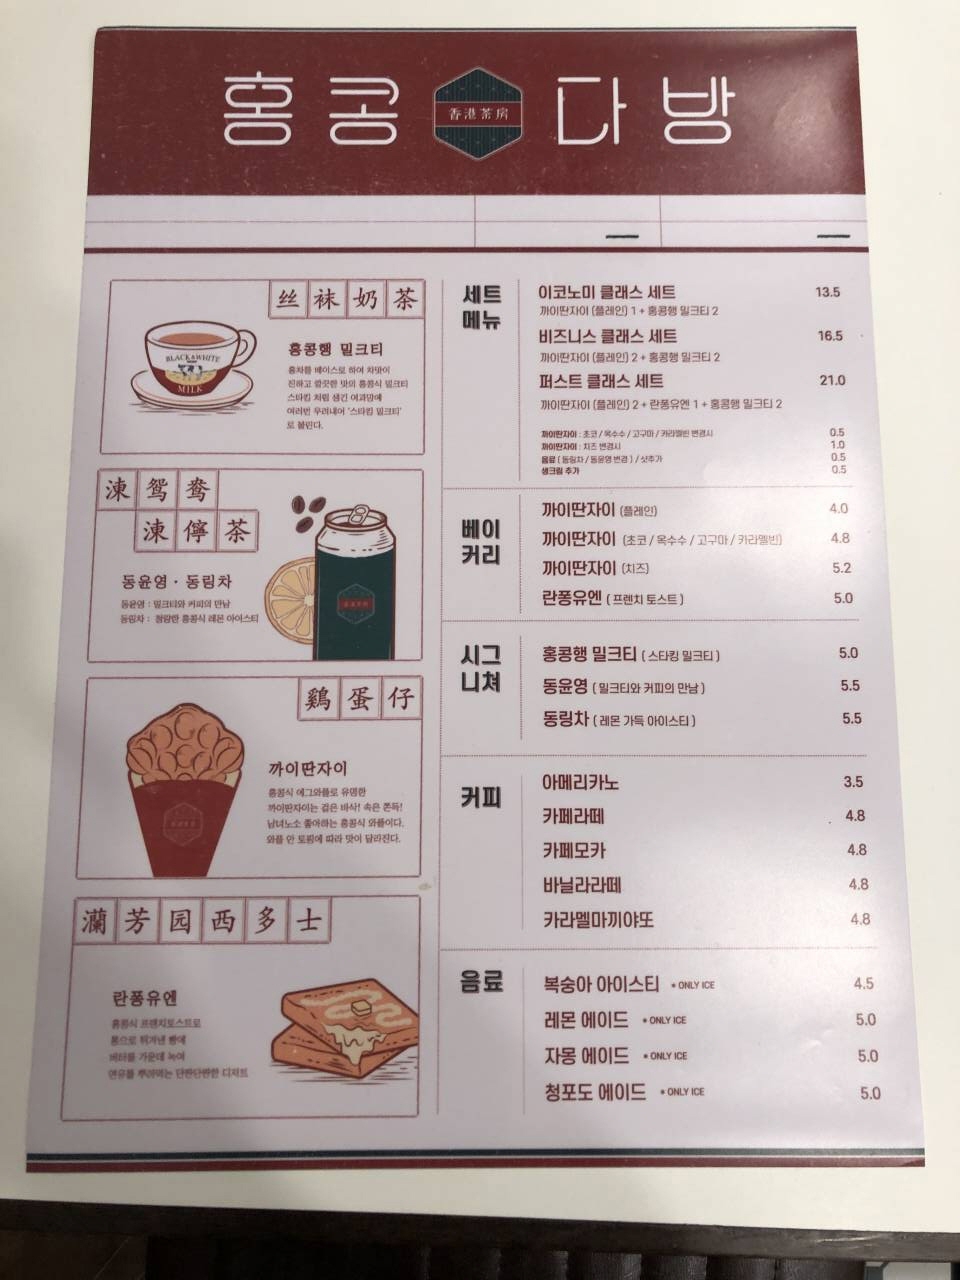 홍콩 다방
香港茶房
丝袜奶茶
BLACK&WHITE
MILK
홍콩행 밀크티
홍차를 베이스로 하여 차맛이
진하고 깔끗한 맛의 홍콩식 밀크티
스타킹 처럼 생긴 여과망에
여러번 우려내어 '스타킹 밀크티'
로 불린다.
涷鸳鸯
涷檸茶
동윤영 · 동림차
동윤영 : 밀크티와 커피의 만남
동림차 : 청량한 홍콩식 레몬 아이스티
鷄蛋仔
까이딴자이
홍콩식 에그와플로 유명한
까이딴자이는 겉은 바삭! 속은 쫀득!
남녀노소 좋아하는 홍콩식 와플이다.
와플 안 토핑에 따라 맛이 달라진다.
蘭芳园西多士
란퐁유엔
홍콩식 프렌치토스트로
통으로 튀겨낸 빵에
버터를 가운데 녹여
연유를 뿌려먹는 단짠단짠한 디저트
세트
메뉴
이코노미 클래스 세트 13.5
까이딴자이 (플레인) 1 + 홍콩행 밀크티 2
비즈니스 클래스 세트 16.5
까이딴자이 (플레인) 2 + 홍콩행 밀크티 2
퍼스트 클래스 세트 21.0
까이딴자이 (플레인) 2 + 란퐁유엔 1 + 홍콩행 밀크티 2
까이딴자이 : 초코 / 옥수수 / 고구마 / 카라멜빈 변경시 0.5
까이딴자이 : 치즈 변경시 1.0
음료 ( 동림차 / 동윤영 변경 ) / 샷추가 0.5
생크림 추가 0.5
베이
커리
까이딴자이 (플레인) 4.0
까이딴자이 (초코 / 옥수수 / 고구마 / 카라멜빈) 4.8
까이딴자이 (치즈) 5.2
란퐁유엔 ( 프렌치 토스트 ) 5.0
시그
니쳐
홍콩행 밀크티 ( 스타킹 밀크티 ) 5.0
동윤영 ( 밀크티와 커피의 만남 ) 5.5
동림차 ( 레몬 가득 아이스티 ) 5.5
커피
아메리카노 3.5
카페라떼 4.8
카페모카 4.8
바닐라라떼 4.8
카라멜마끼야또 4.8
음료
복숭아 아이스티 * ONLY ICE 4.5
레몬 에이드 * ONLY ICE 5.0
자몽 에이드 * ONLY ICE 5.0
청포도 에이드 * ONLY ICE 5.0